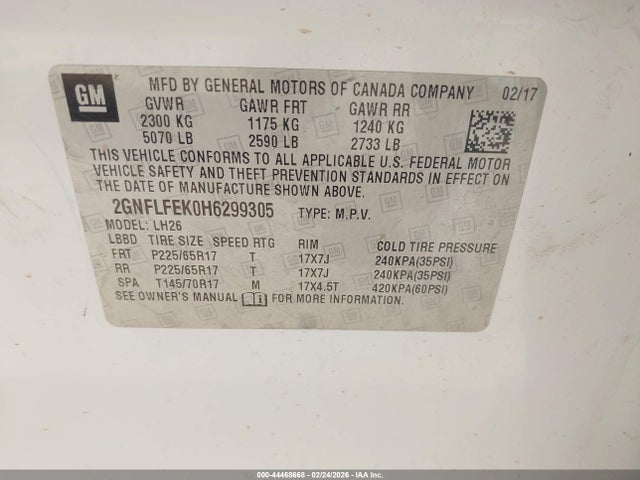 GM
MFD BY GENERAL MOTORS OF CANADA COMPANY 02/17
GVWR GAWR FRT GAWR RR
2300 KG 1175 KG 1240 KG
5070 LB 2590 LB 2733 LB
THIS VEHICLE CONFORMS TO ALL APPLICABLE U.S. FEDERAL MOTOR
VEHICLE SAFETY AND THEFT PREVENTION STANDARDS IN EFFECT ON
THE DATE OF MANUFACTURE SHOWN ABOVE.
2GNFLFEK0H6299305 TYPE: M.P.V.
MODEL: LH26
LBBD TIRE SIZE SPEED RTG RIM COLD TIRE PRESSURE
FRT P225/65R17 T 17X7J 240KPA(35PSI)
RR P225/65R17 T 17X7J 240KPA(35PSI)
SPA T145/70R17 M 17X4.5T 420KPA(60PSI)
SEE OWNER'S MANUAL FOR MORE INFORMATION.
000-44468668 - 02/24/2026 - IAA Inc.